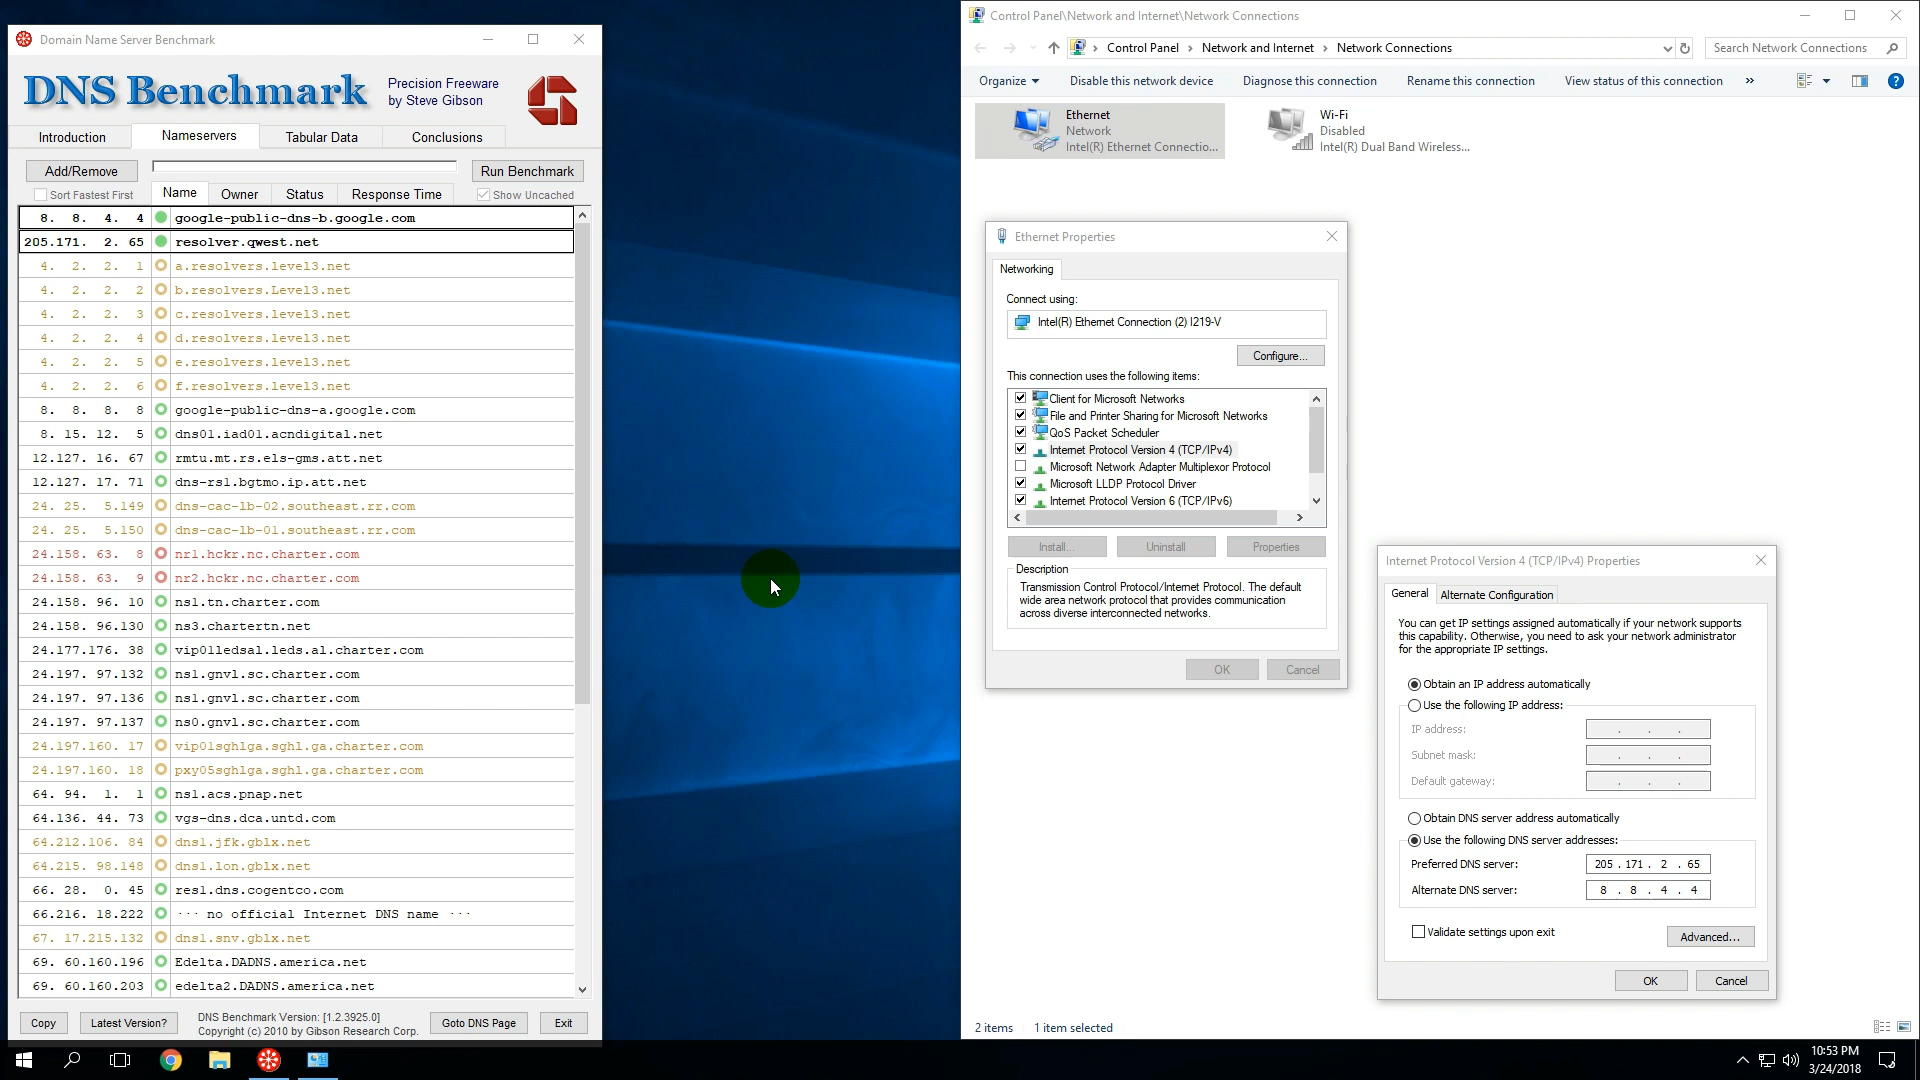 Domain Name Server Benchmark
DNS Benchmark
Precision Freeware
by Steve Gibson
Introduction
Nameservers
Tabular Data
Conclusions
Add/Remove
Run Benchmark
Sort Fastest First
Name
Owner
Status
Response Time
Show Uncached
8. 8. 4. 4 google-public-dns-b.google.com
205.171. 2. 65 resolver.qwest.net
4. 2. 2. 1 a.resolvers.level3.net
4. 2. 2. 2 b.resolvers.Level3.net
4. 2. 2. 3 c.resolvers.level3.net
4. 2. 2. 4 d.resolvers.level3.net
4. 2. 2. 5 e.resolvers.level3.net
4. 2. 2. 6 f.resolvers.level3.net
8. 8. 8. 8 google-public-dns-a.google.com
8. 15. 12. 5 dns01.iad01.acndigital.net
12.127. 16. 67 rmtu.mt.rs.els-gms.att.net
12.127. 17. 71 dns-rs1.bgtmo.ip.att.net
24. 25. 5.149 dns-cac-lb-02.southeast.rr.com
24. 25. 5.150 dns-cac-lb-01.southeast.rr.com
24.158. 63. 8 nr1.hckr.nc.charter.com
24.158. 63. 9 nr2.hckr.nc.charter.com
24.158. 96. 10 ns1.tn.charter.com
24.158. 96.130 ns3.chartertn.net
24.177.176. 38 vip01ledsal.leds.al.charter.com
24.197. 97.132 ns1.gnvl.sc.charter.com
24.197. 97.136 ns1.gnvl.sc.charter.com
24.197. 97.137 ns0.gnvl.sc.charter.com
24.197.160. 17 vip01sghlga.sghl.ga.charter.com
24.197.160. 18 pxy05sghlga.sghl.ga.charter.com
64. 94. 1. 1 ns1.acs.pnap.net
64.136. 44. 73 vgs-dns.dca.untd.com
64.212.106. 84 dns1.jfk.gblx.net
64.215. 98.148 dns1.lon.gblx.net
66. 28. 0. 45 res1.dns.cogentco.com
66.216. 18.222 ··· no official Internet DNS name ···
67. 17.215.132 dns1.snv.gblx.net
69. 60.160.196 Edelta.DADNS.america.net
69. 60.160.203 edelta2.DADNS.america.net
Copy
Latest Version?
DNS Benchmark Version: [1.2.3925.0]
Copyright (c) 2010 by Gibson Research Corp.
Goto DNS Page
Exit
Control Panel\Network and Internet\Network Connections
Control Panel › Network and Internet › Network Connections
Search Network Connections
Organize
Disable this network device
Diagnose this connection
Rename this connection
View status of this connection
»
Ethernet
Network
Intel(R) Ethernet Connectio...
Wi-Fi
Disabled
Intel(R) Dual Band Wireless...
Ethernet Properties
Networking
Connect using:
Intel(R) Ethernet Connection (2) I219-V
Configure...
This connection uses the following items:
Client for Microsoft Networks
File and Printer Sharing for Microsoft Networks
QoS Packet Scheduler
Internet Protocol Version 4 (TCP/IPv4)
Microsoft Network Adapter Multiplexor Protocol
Microsoft LLDP Protocol Driver
Internet Protocol Version 6 (TCP/IPv6)
Install...
Uninstall
Properties
Description
Transmission Control Protocol/Internet Protocol. The default
wide area network protocol that provides communication
across diverse interconnected networks.
OK
Cancel
Internet Protocol Version 4 (TCP/IPv4) Properties
General
Alternate Configuration
You can get IP settings assigned automatically if your network supports
this capability. Otherwise, you need to ask your network administrator
for the appropriate IP settings.
Obtain an IP address automatically
Use the following IP address:
IP address: . . .
Subnet mask: . . .
Default gateway: . . .
Obtain DNS server address automatically
Use the following DNS server addresses:
Preferred DNS server: 205 . 171 . 2 . 65
Alternate DNS server: 8 . 8 . 4 . 4
Validate settings upon exit
Advanced...
OK
Cancel
2 items
1 item selected
10:53 PM
3/24/2018